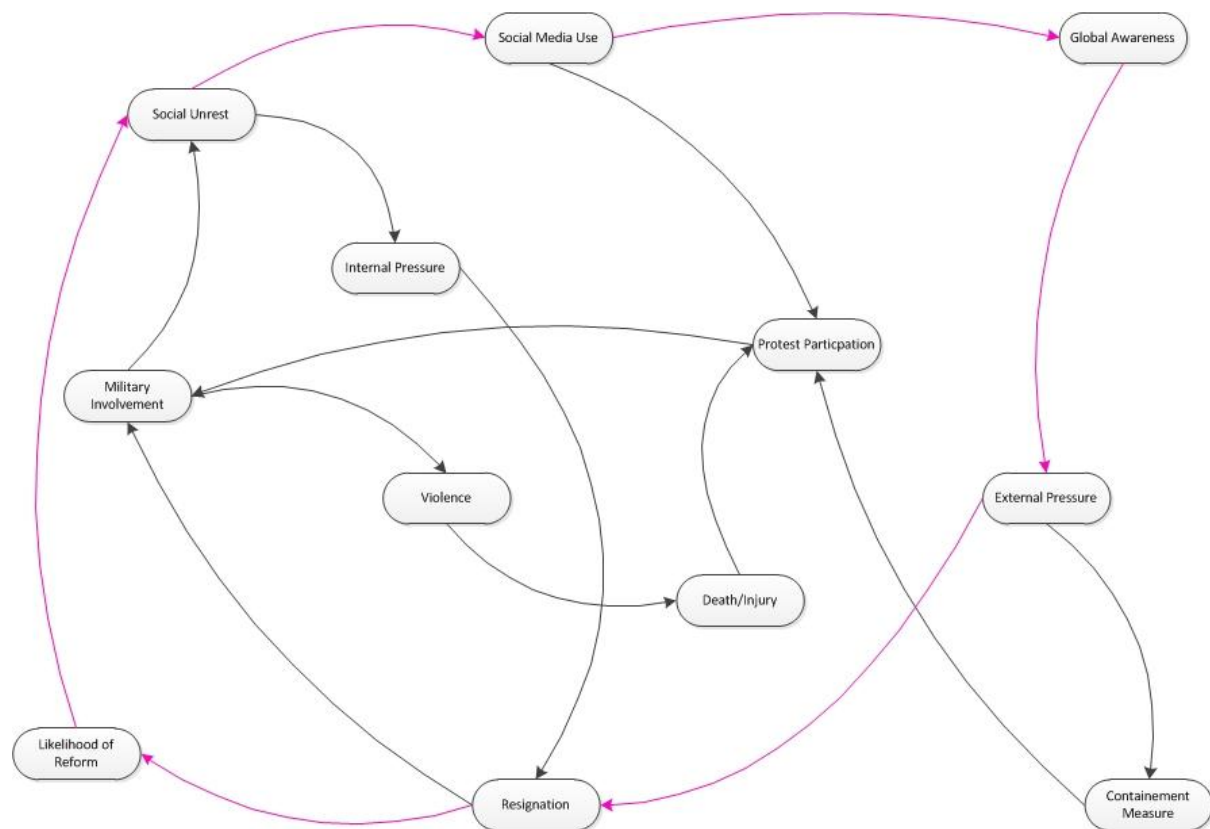 Social Media Use
Global Awareness
Social Unrest
Internal Pressure
Protest Particpation
Military
Involvement
Violence
External Pressure
Death/Injury
Likelihood of
Reform
Resignation
Containement
Measure